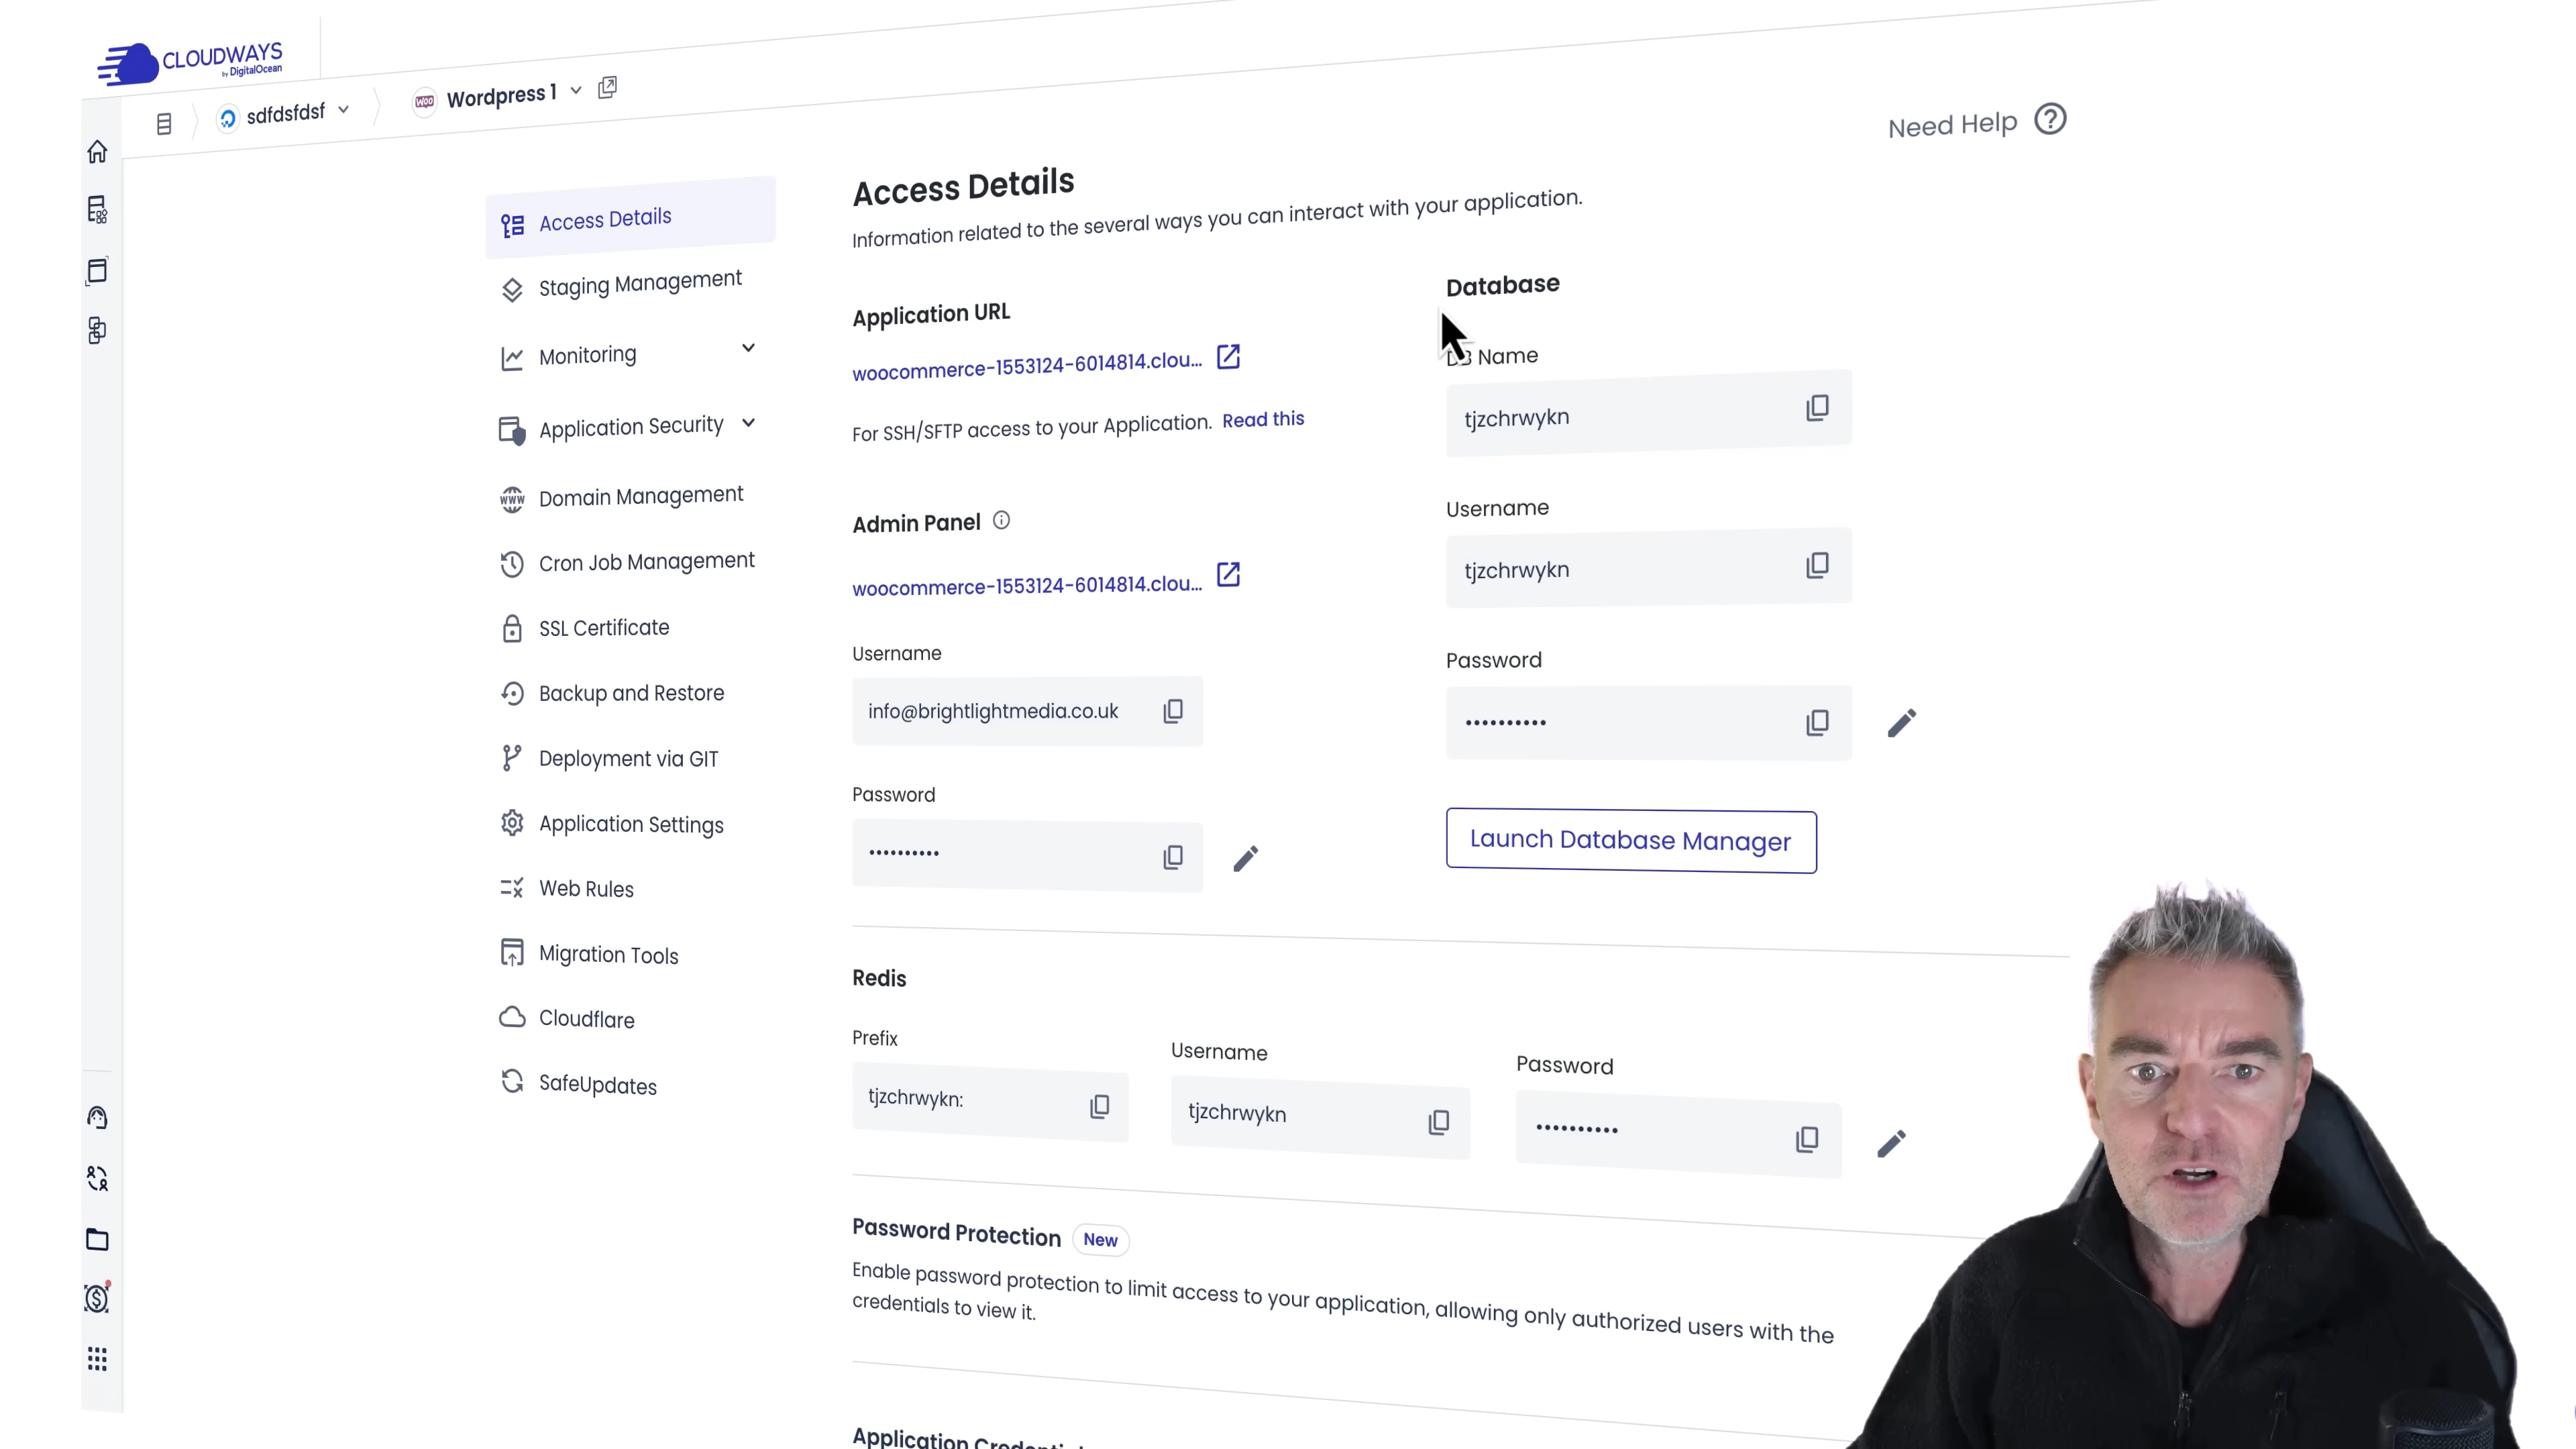 CLOUDWAYS
by DigitalOcean
sdfdsfdsf
WOO
Wordpress 1
Need Help
Access Details
Staging Management
Monitoring
Application Security
WWW
Domain Management
Cron Job Management
SSL Certificate
Backup and Restore
Deployment via GIT
Application Settings
Web Rules
Migration Tools
Cloudflare
SafeUpdates
Access Details
Information related to the several ways you can interact with your application.
Application URL
woocommerce-1553124-6014814.clou...
For SSH/SFTP access to your Application. Read this
Admin Panel
woocommerce-1553124-6014814.clou...
Username
info@brightlightmedia.co.uk
Password
••••••••••
Database
DB Name
tjzchrwykn
Username
tjzchrwykn
Password
••••••••••
Launch Database Manager
Redis
Prefix
tjzchrwykn:
Username
tjzchrwykn
Password
••••••••••
Password Protection New
Enable password protection to limit access to your application, allowing only authorized users with the
credentials to view it.
Application